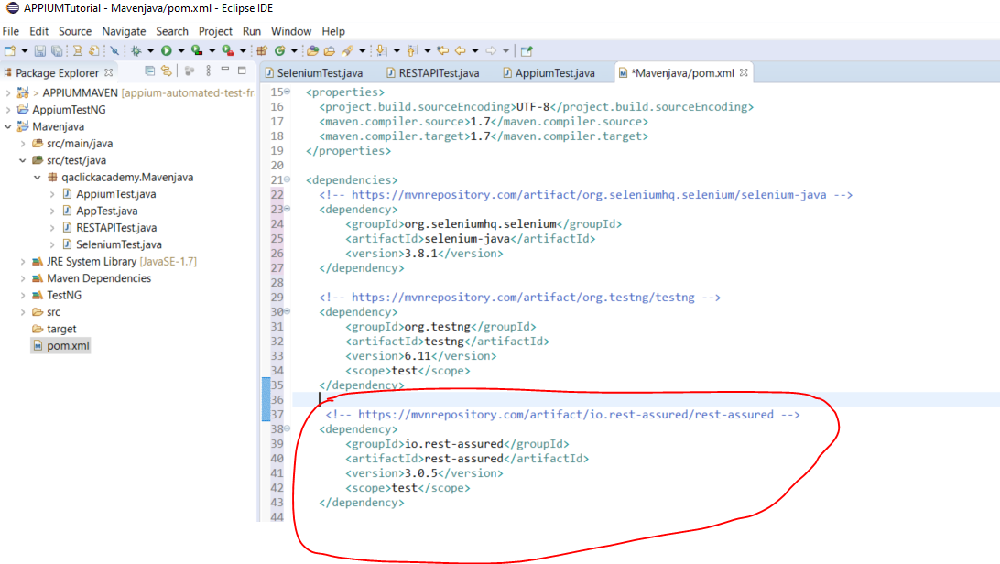 APPIUMTutorial - Mavenjava/pom.xml - Eclipse IDE
File Edit Source Navigate Search Project Run Window Help
Package Explorer
SeleniumTest.java RESTAPITest.java AppiumTest.java *Mavenjava/pom.xml
> APPIUMMAVEN [appium-automated-test-fr
AppiumTestNG
Mavenjava
src/main/java
src/test/java
qaclickacademy.Mavenjava
AppiumTest.java
AppTest.java
RESTAPITest.java
SeleniumTest.java
JRE System Library [JavaSE-1.7]
Maven Dependencies
TestNG
src
target
pom.xml
15 <properties>
16 <project.build.sourceEncoding>UTF-8</project.build.sourceEncoding>
17 <maven.compiler.source>1.7</maven.compiler.source>
18 <maven.compiler.target>1.7</maven.compiler.target>
19 </properties>
20
21 <dependencies>
22 <!-- https://mvnrepository.com/artifact/org.seleniumhq.selenium/selenium-java -->
23 <dependency>
24 <groupId>org.seleniumhq.selenium</groupId>
25 <artifactId>selenium-java</artifactId>
26 <version>3.8.1</version>
27 </dependency>
28
29 <!-- https://mvnrepository.com/artifact/org.testng/testng -->
30 <dependency>
31 <groupId>org.testng</groupId>
32 <artifactId>testng</artifactId>
33 <version>6.11</version>
34 <scope>test</scope>
35 </dependency>
36
37 <!-- https://mvnrepository.com/artifact/io.rest-assured/rest-assured -->
38 <dependency>
39 <groupId>io.rest-assured</groupId>
40 <artifactId>rest-assured</artifactId>
41 <version>3.0.5</version>
42 <scope>test</scope>
43 </dependency>
44